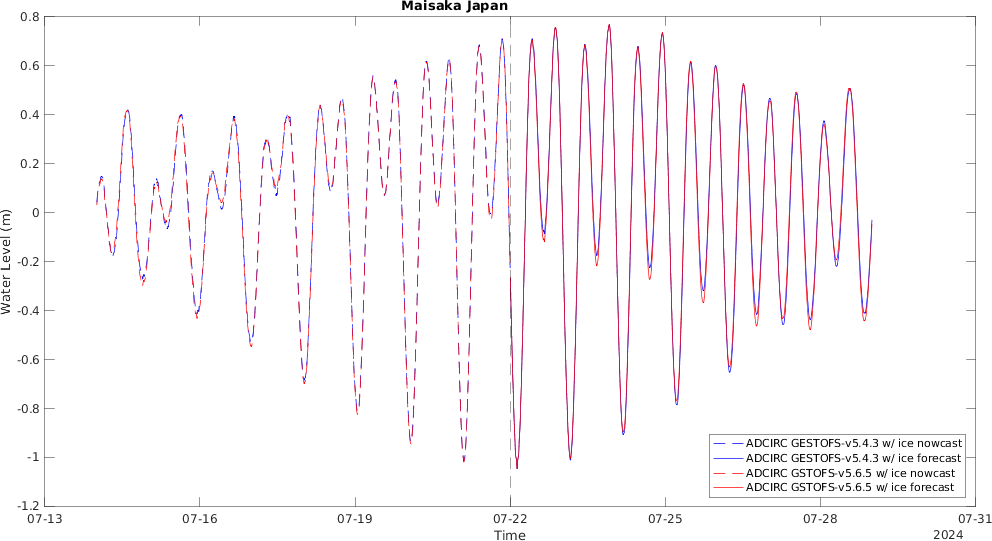 Maisaka Japan
0.8
0.6
0.4
0.2
0
-0.2
-0.4
-0.6
-0.8
-1
-1.2
Water Level (m)
07-13
07-16
07-19
07-22
07-25
07-28
07-31
Time
2024
ADCIRC GESTOFS-v5.4.3 w/ ice nowcast
ADCIRC GESTOFS-v5.4.3 w/ ice forecast
ADCIRC GSTOFS-v5.6.5 w/ ice nowcast
ADCIRC GSTOFS-v5.6.5 w/ ice forecast